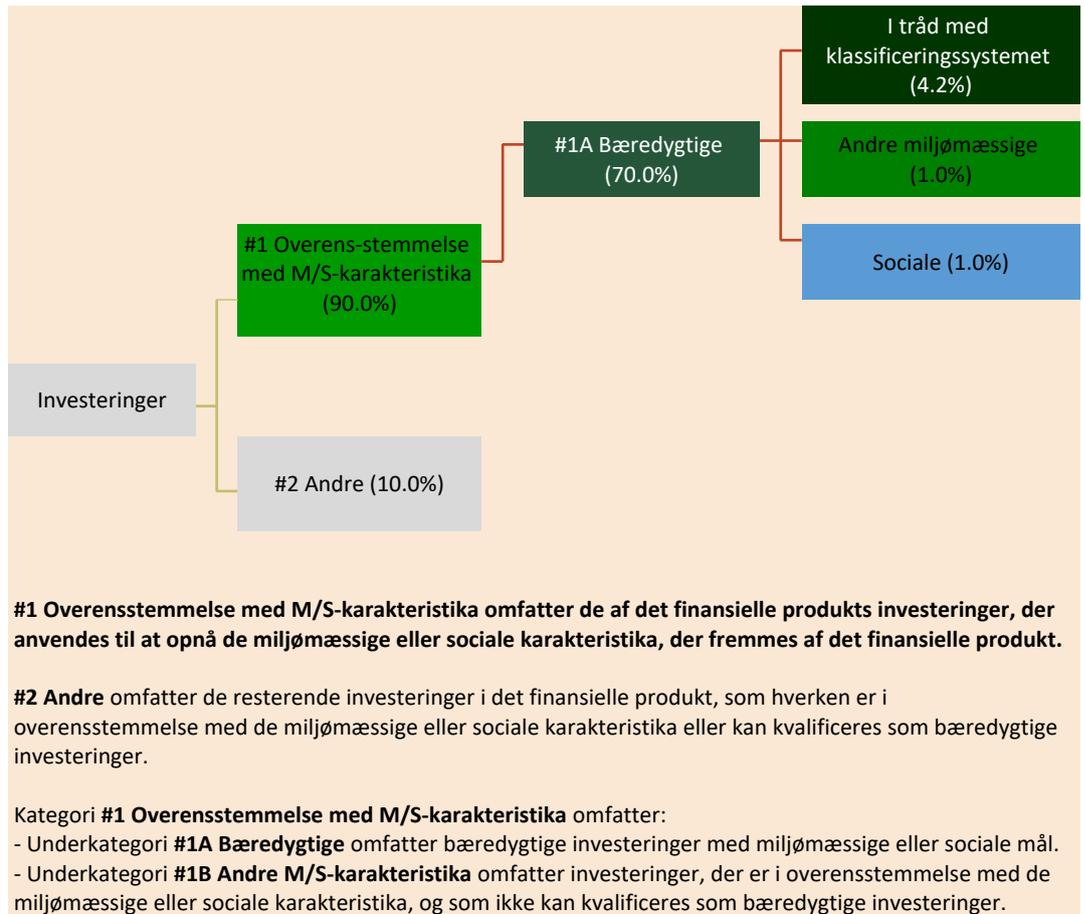 I tråd med
klassificeringssystemet
(4.2%)
#1A Bæredygtige
(70.0%)
Andre miljømæssige
(1.0%)
#1 Overens-stemmelse
med M/S-karakteristika
(90.0%)
Sociale (1.0%)
Investeringer
#2 Andre (10.0%)
#1 Overensstemmelse med M/S-karakteristika omfatter de af det finansielle produkts investeringer, der
anvendes til at opnå de miljømæssige eller sociale karakteristika, der fremmes af det finansielle produkt.
#2 Andre omfatter de resterende investeringer i det finansielle produkt, som hverken er i
overensstemmelse med de miljømæssige eller sociale karakteristika eller kan kvalificeres som bæredygtige
investeringer.
Kategori #1 Overensstemmelse med M/S-karakteristika omfatter:
- Underkategori #1A Bæredygtige omfatter bæredygtige investeringer med miljømæssige eller sociale mål.
- Underkategori #1B Andre M/S-karakteristika omfatter investeringer, der er i overensstemmelse med de
miljømæssige eller sociale karakteristika, og som ikke kan kvalificeres som bæredygtige investeringer.